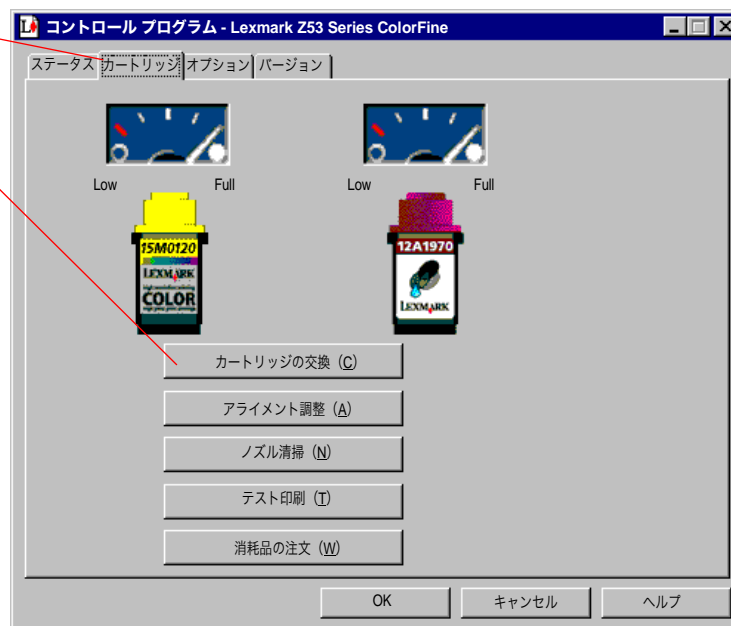 コントロール プログラム - Lexmark Z53 Series ColorFine
ステータス カートリッジ オプション バージョン
Low Full Low Full
15M0120
LEXMARK
COLOR
12A1970
LEXMARK
カートリッジの交換（C）
アライメント調整（A）
ノズル清掃（N）
テスト印刷（T）
消耗品の注文（W）
OK キャンセル ヘルプ